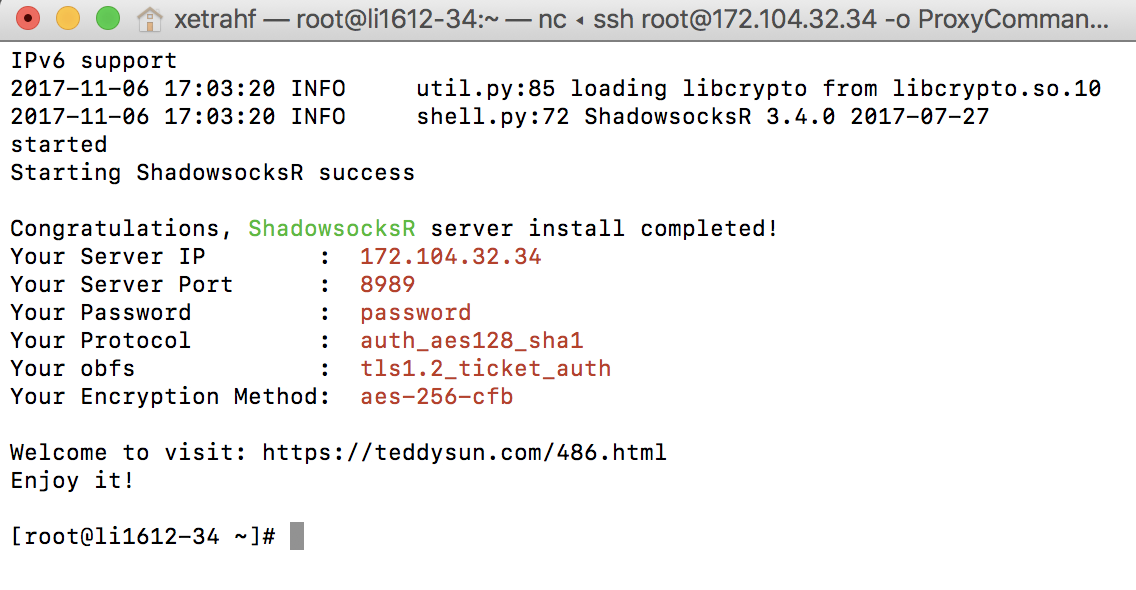 xetrahf — root@li1612-34:~ — nc ◂ ssh root@172.104.32.34 -o ProxyComman...
IPv6 support
2017-11-06 17:03:20 INFO     util.py:85 loading libcrypto from libcrypto.so.10
2017-11-06 17:03:20 INFO     shell.py:72 ShadowsocksR 3.4.0 2017-07-27
started
Starting ShadowsocksR success
Congratulations, ShadowsocksR server install completed!
Your Server IP        :  172.104.32.34
Your Server Port      :  8989
Your Password         :  password
Your Protocol         :  auth_aes128_sha1
Your obfs             :  tls1.2_ticket_auth
Your Encryption Method:  aes-256-cfb
Welcome to visit: https://teddysun.com/486.html
Enjoy it!
[root@li1612-34 ~]#